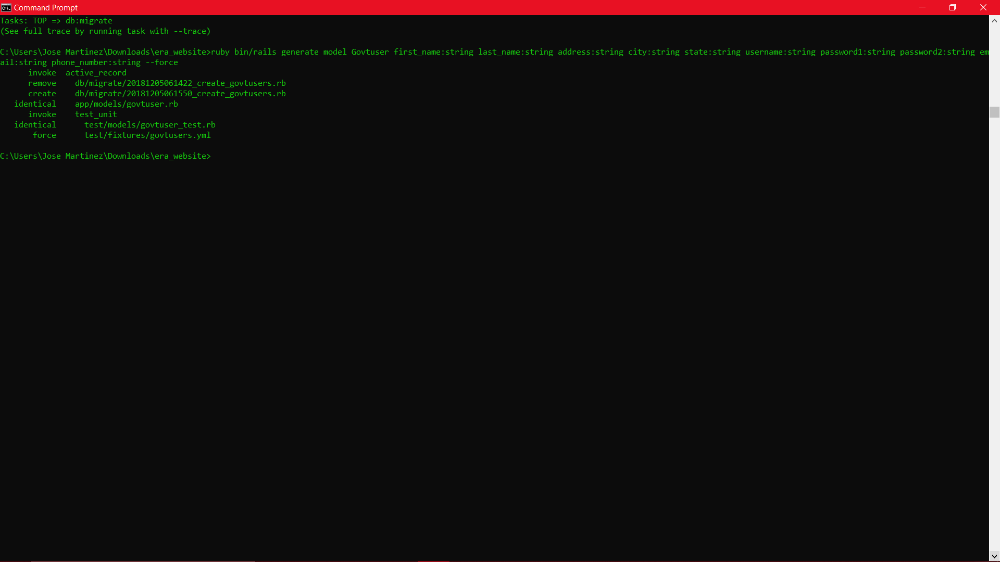 Command Prompt
Tasks: TOP => db:migrate
(See full trace by running task with --trace)
C:\Users\Jose Martinez\Downloads\era_website>ruby bin/rails generate model Govtuser first_name:string last_name:string address:string city:string state:string username:string password1:string password2:string em
ail:string phone_number:string --force
      invoke  active_record
      remove    db/migrate/20181205061422_create_govtusers.rb
      create    db/migrate/20181205061550_create_govtusers.rb
   identical    app/models/govtuser.rb
      invoke    test_unit
   identical      test/models/govtuser_test.rb
       force      test/fixtures/govtusers.yml
C:\Users\Jose Martinez\Downloads\era_website>